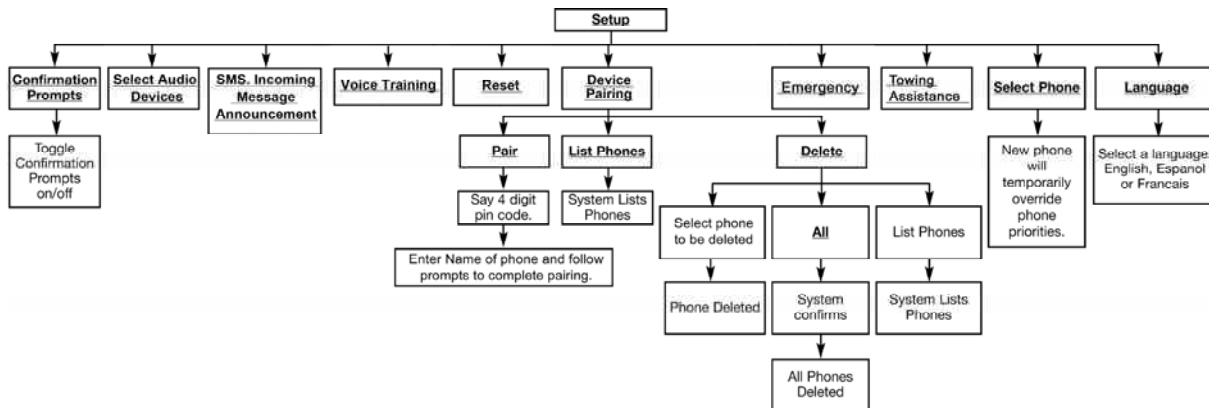 Setup
Confirmation
Prompts
Select Audio
Devices
SMS. Incoming
Message
Announcement
Voice Training
Reset
Device
Pairing
Emergency
Towing
Assistance
Select Phone
Language
Toggle
Confirmation
Prompts
on/off
Pair
List Phones
Delete
New phone
will
temporarily
override
phone
priorities.
Select a language
English, Espanol
or Francais
Say 4 digit
pin code.
System Lists
Phones
Select phone
to be deleted
All
List Phones
Enter Name of phone and follow
prompts to complete pairing.
Phone Deleted
System
confirms
System Lists
Phones
All Phones
Deleted